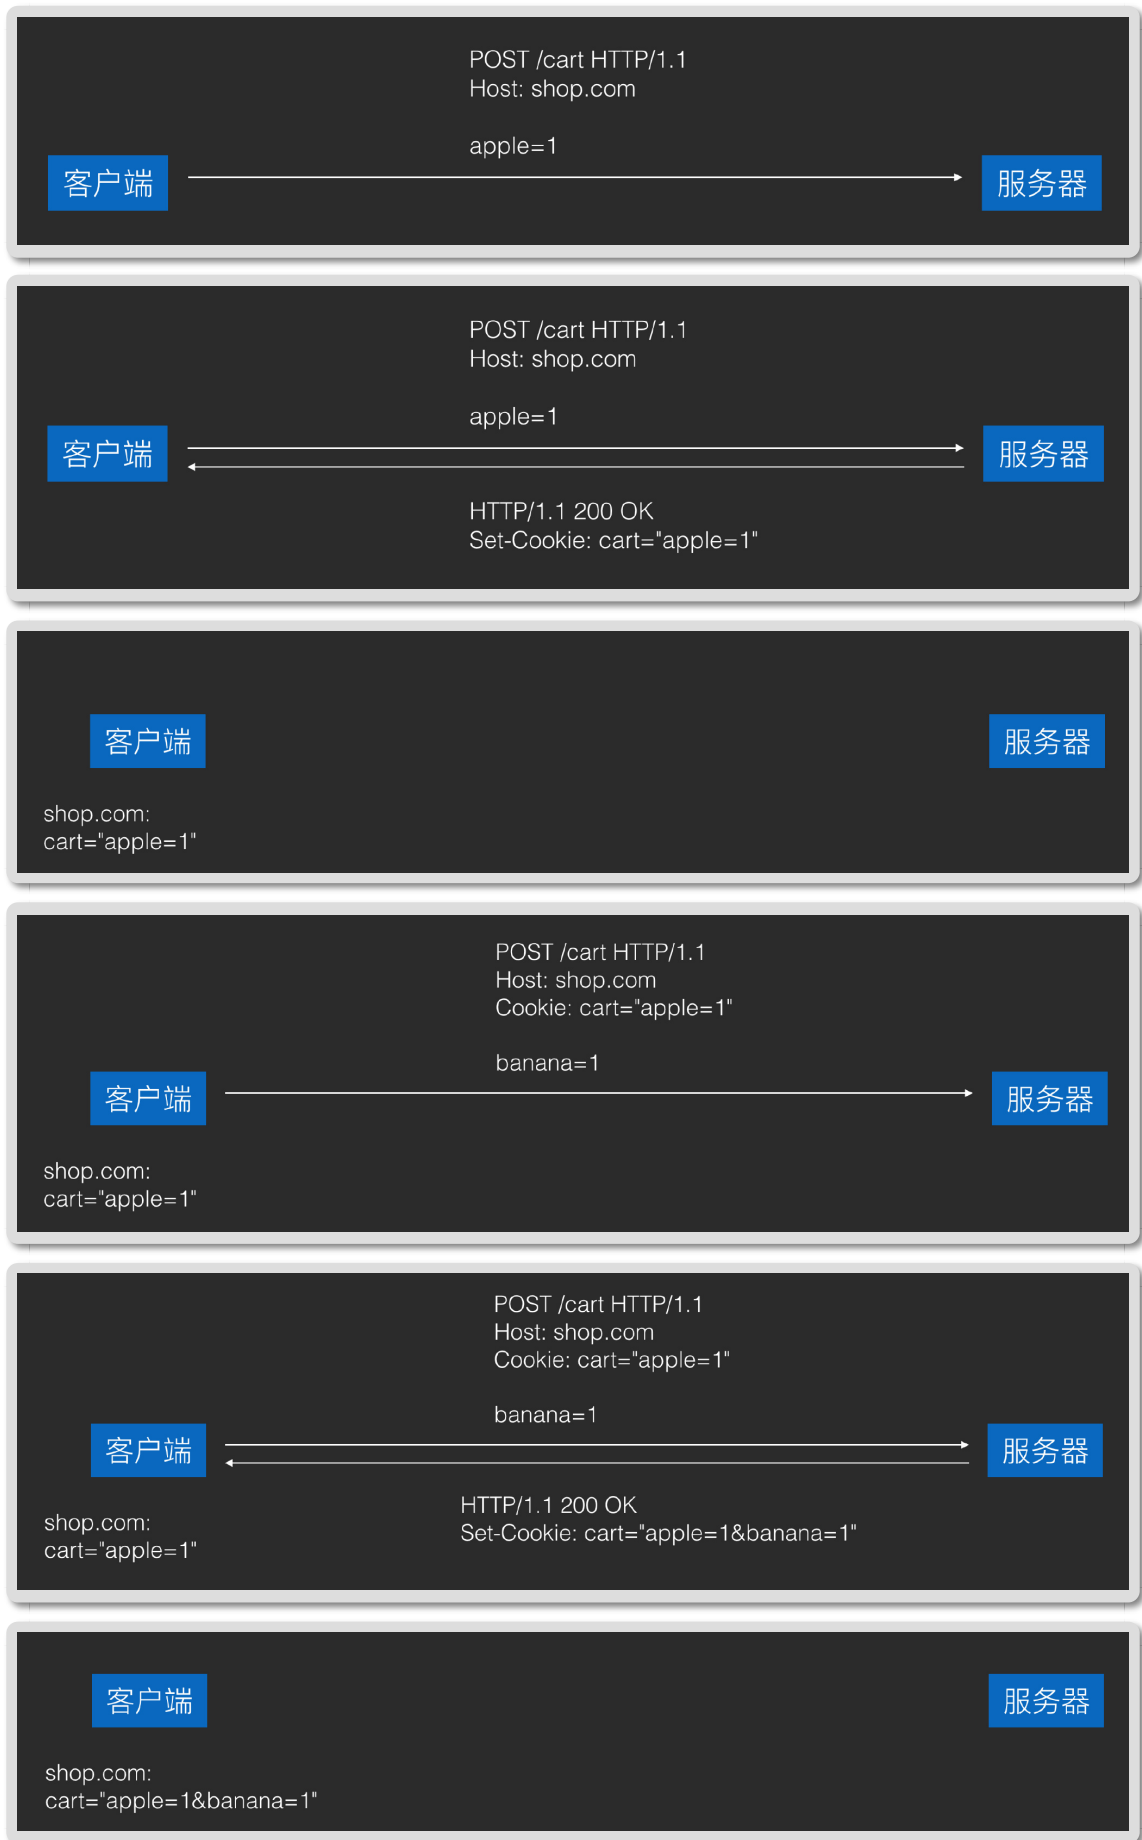 POST /cart HTTP/1.1
Host: shop.com
apple=1
客户端
服务器
POST /cart HTTP/1.1
Host: shop.com
apple=1
客户端
服务器
HTTP/1.1 200 OK
Set-Cookie: cart="apple=1"
客户端
服务器
shop.com:
cart="apple=1"
POST /cart HTTP/1.1
Host: shop.com
Cookie: cart="apple=1"
banana=1
客户端
服务器
shop.com:
cart="apple=1"
POST /cart HTTP/1.1
Host: shop.com
Cookie: cart="apple=1"
banana=1
客户端
服务器
HTTP/1.1 200 OK
Set-Cookie: cart="apple=1&banana=1"
shop.com:
cart="apple=1"
客户端
服务器
shop.com:
cart="apple=1&banana=1"